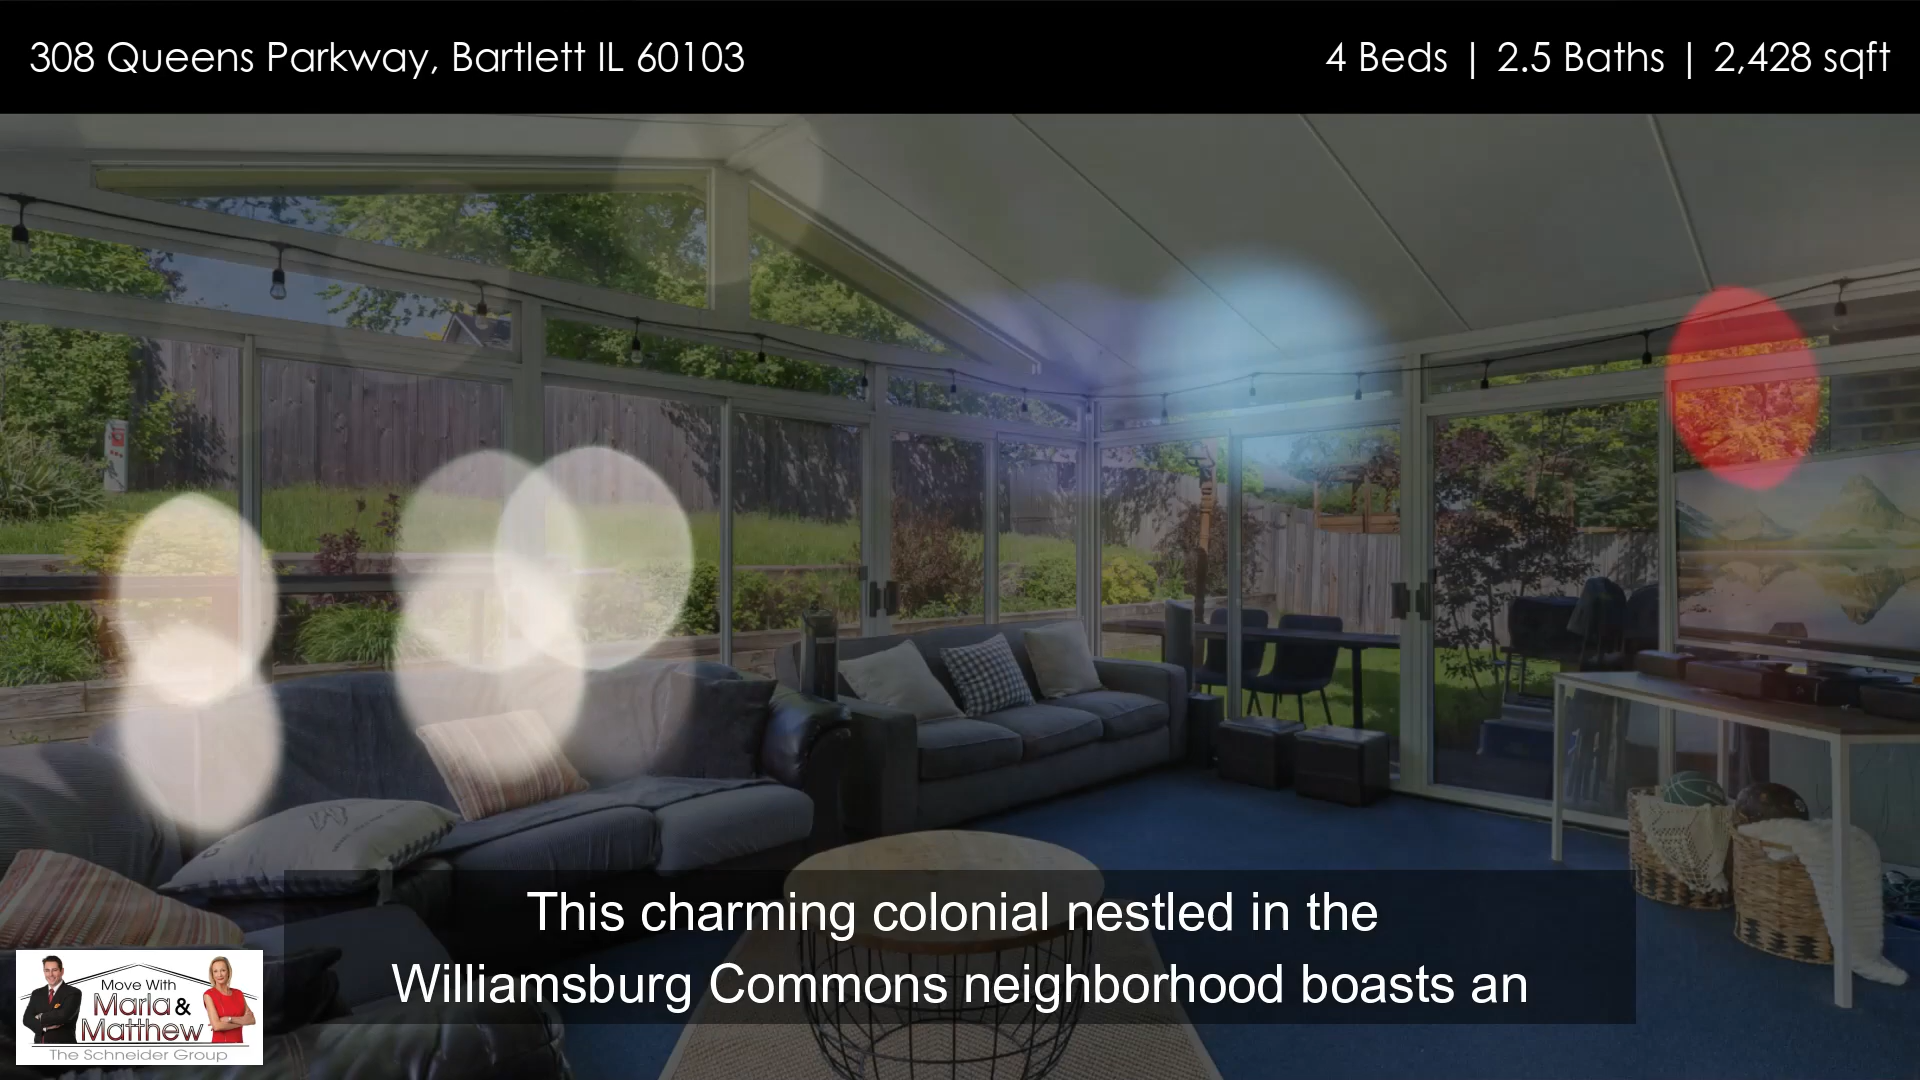 308 Queens Parkway, Bartlett IL 60103
4 Beds | 2.5 Baths | 2,428 sqft
This charming colonial nestled in the
Williamsburg Commons neighborhood boasts an
Move With
Marla &
Matthew
The Schneider Group